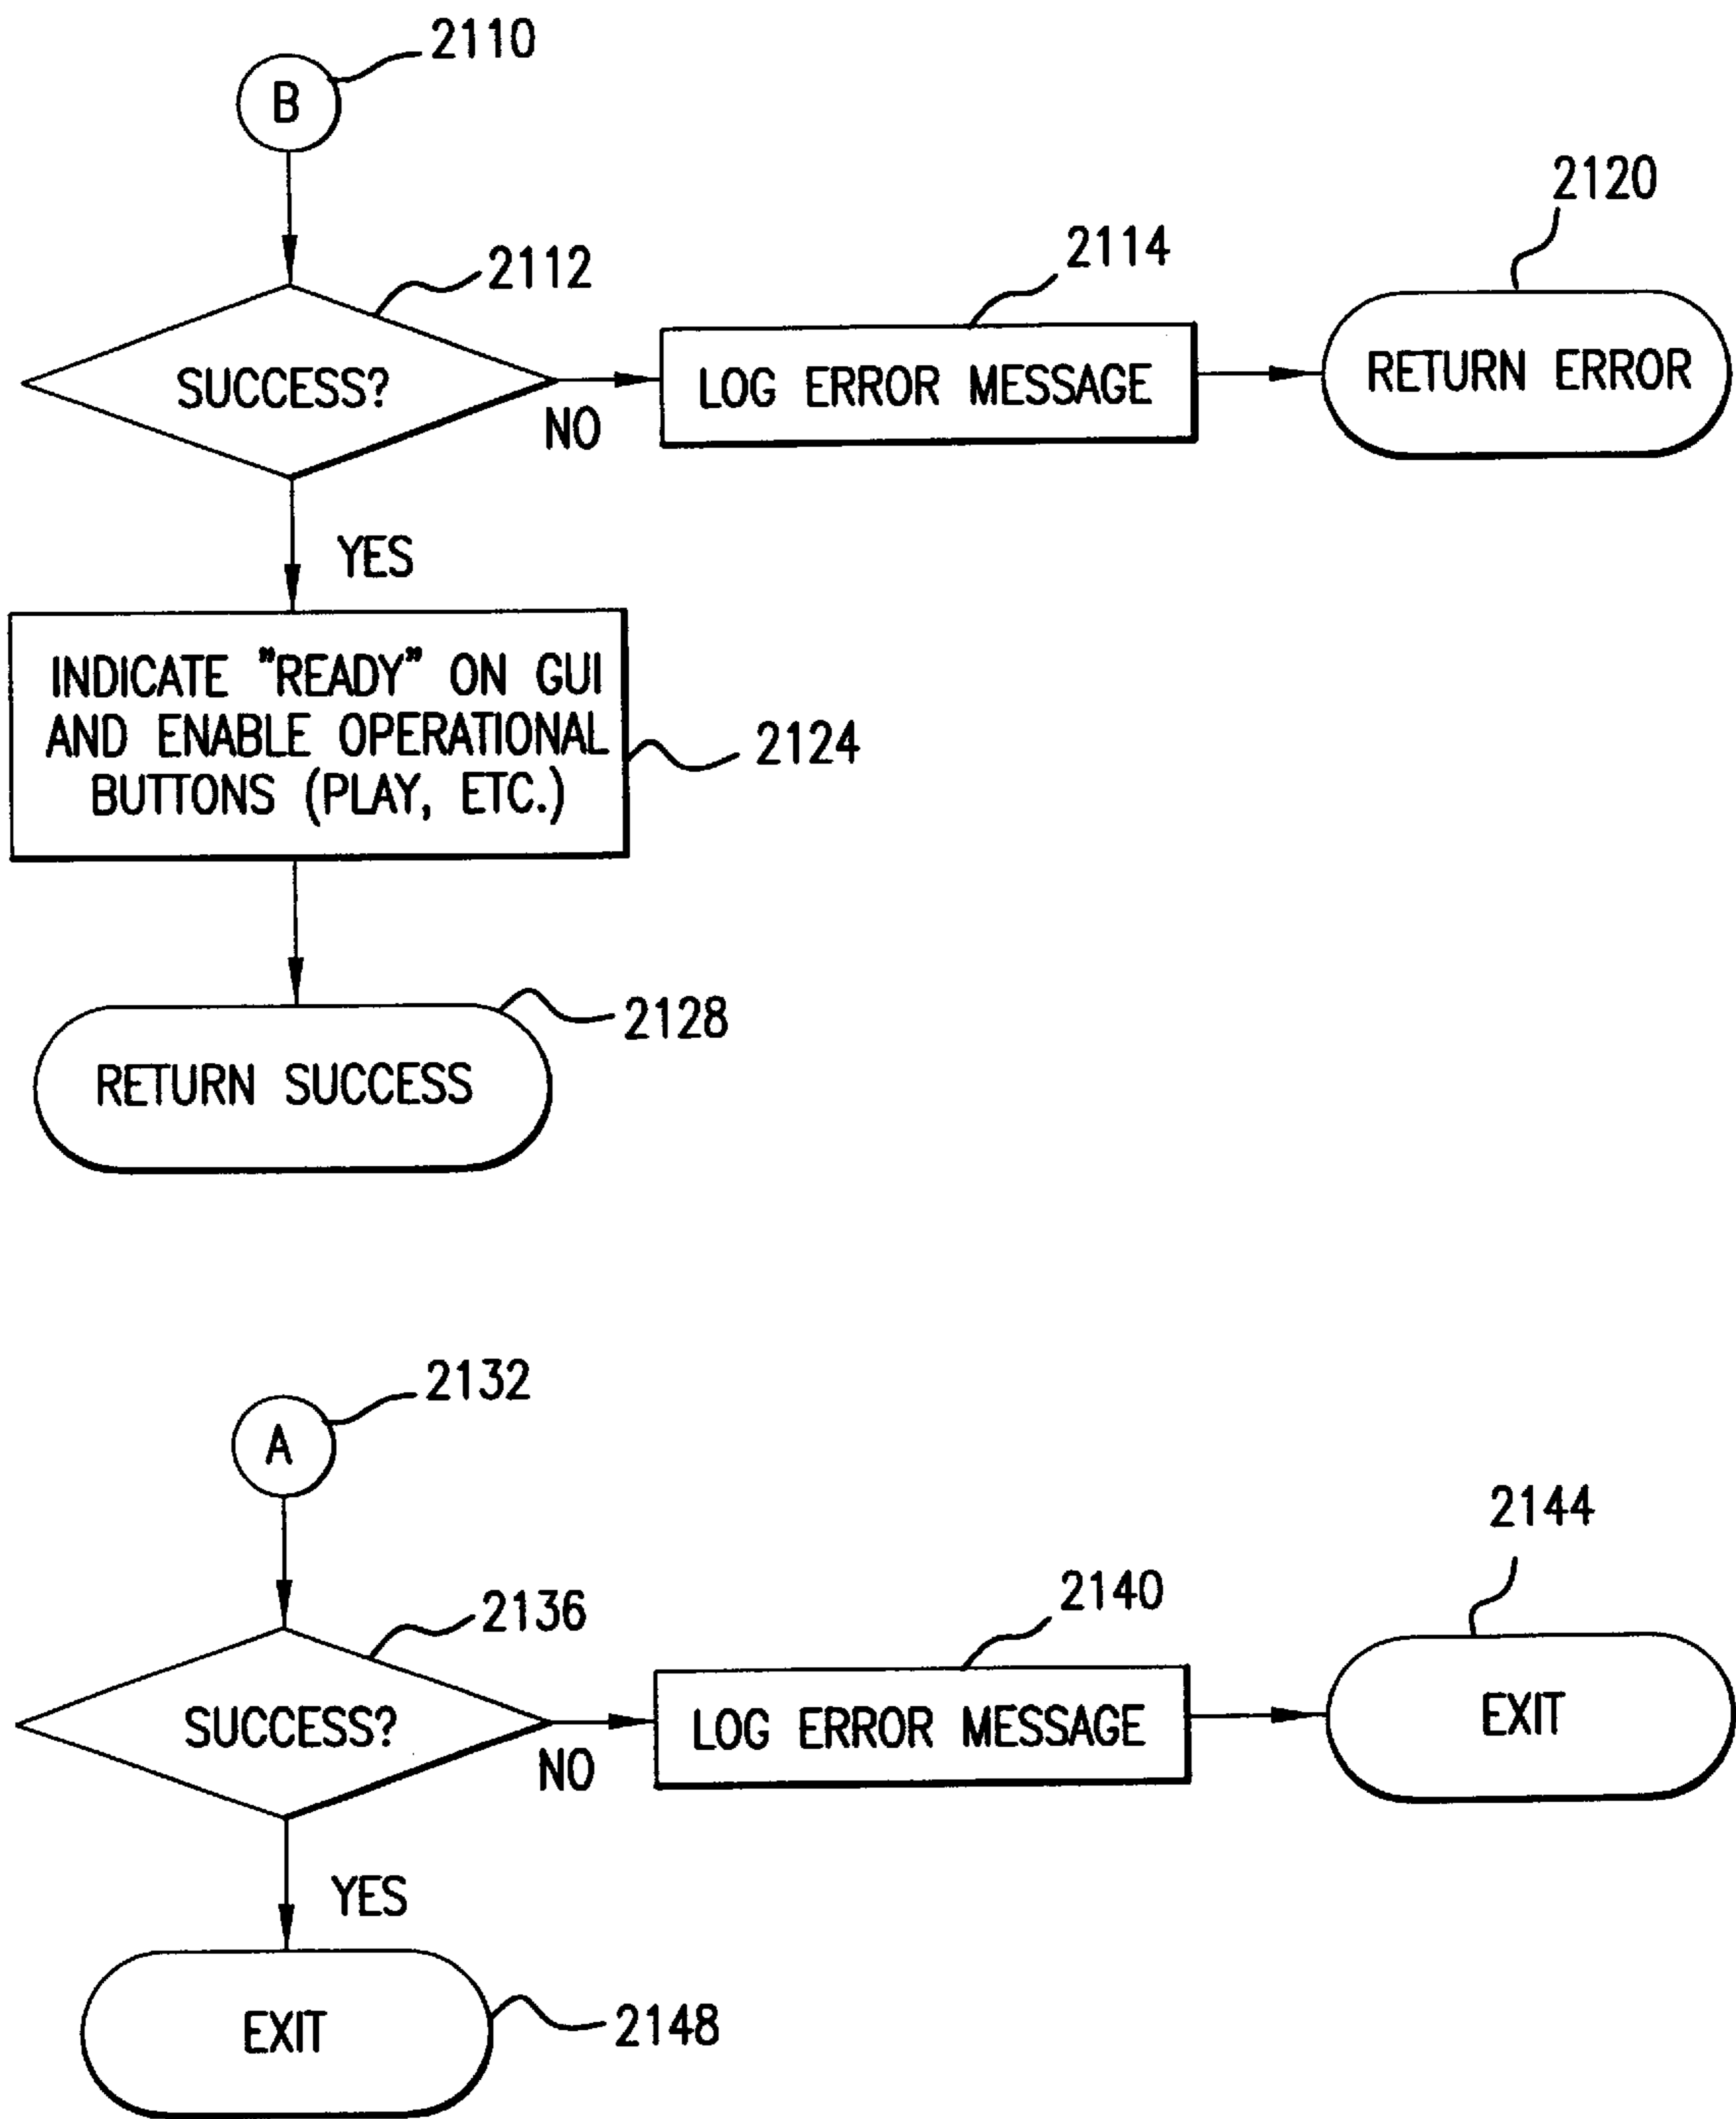 2110
B
2120
2112
2114
SUCCESS?
NO
LOG ERROR MESSAGE
RETURN ERROR
YES
INDICATE "READY" ON GUI
AND ENABLE OPERATIONAL
BUTTONS (PLAY, ETC.)
2124
2128
RETURN SUCCESS
2132
A
2144
2136
2140
SUCCESS?
NO
LOG ERROR MESSAGE
EXIT
YES
EXIT
2148